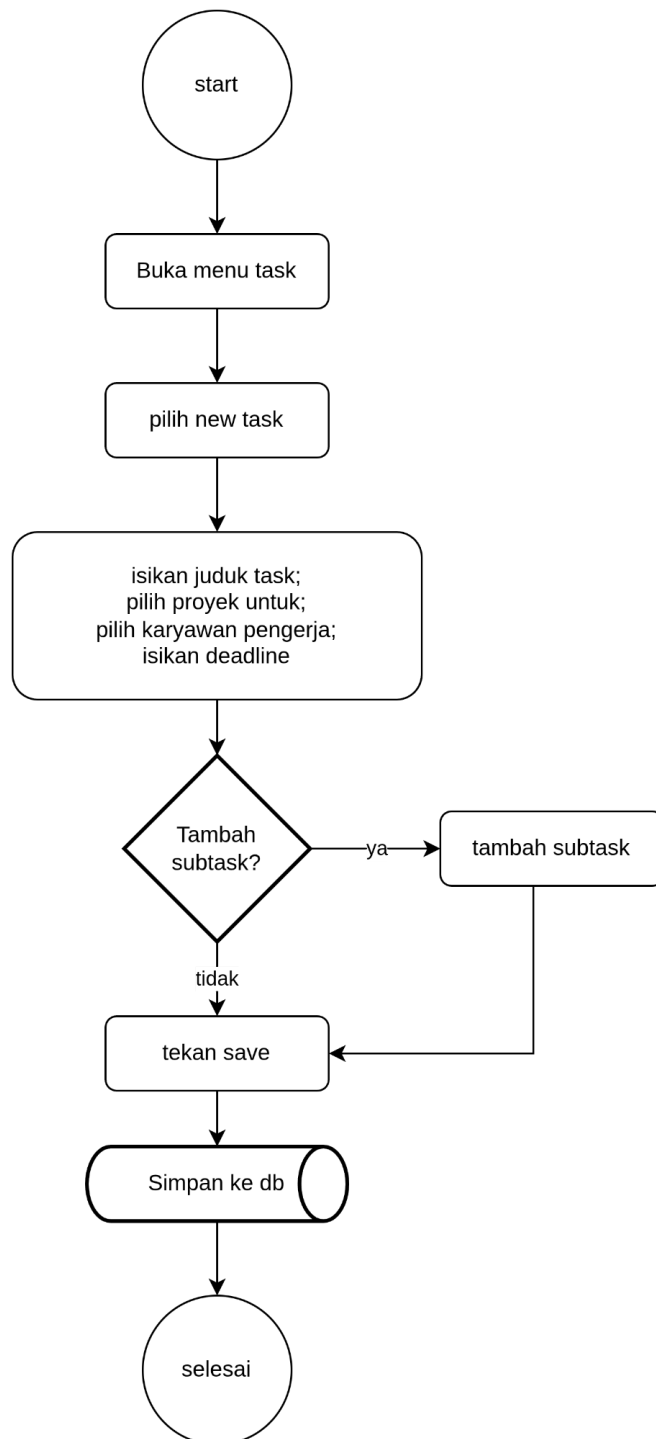 start
Buka menu task
pilih new task
isikan juduk task;
pilih proyek untuk;
pilih karyawan pengerja;
isikan deadline
Tambah
subtask?
ya
tambah subtask
tidak
tekan save
Simpan ke db
selesai